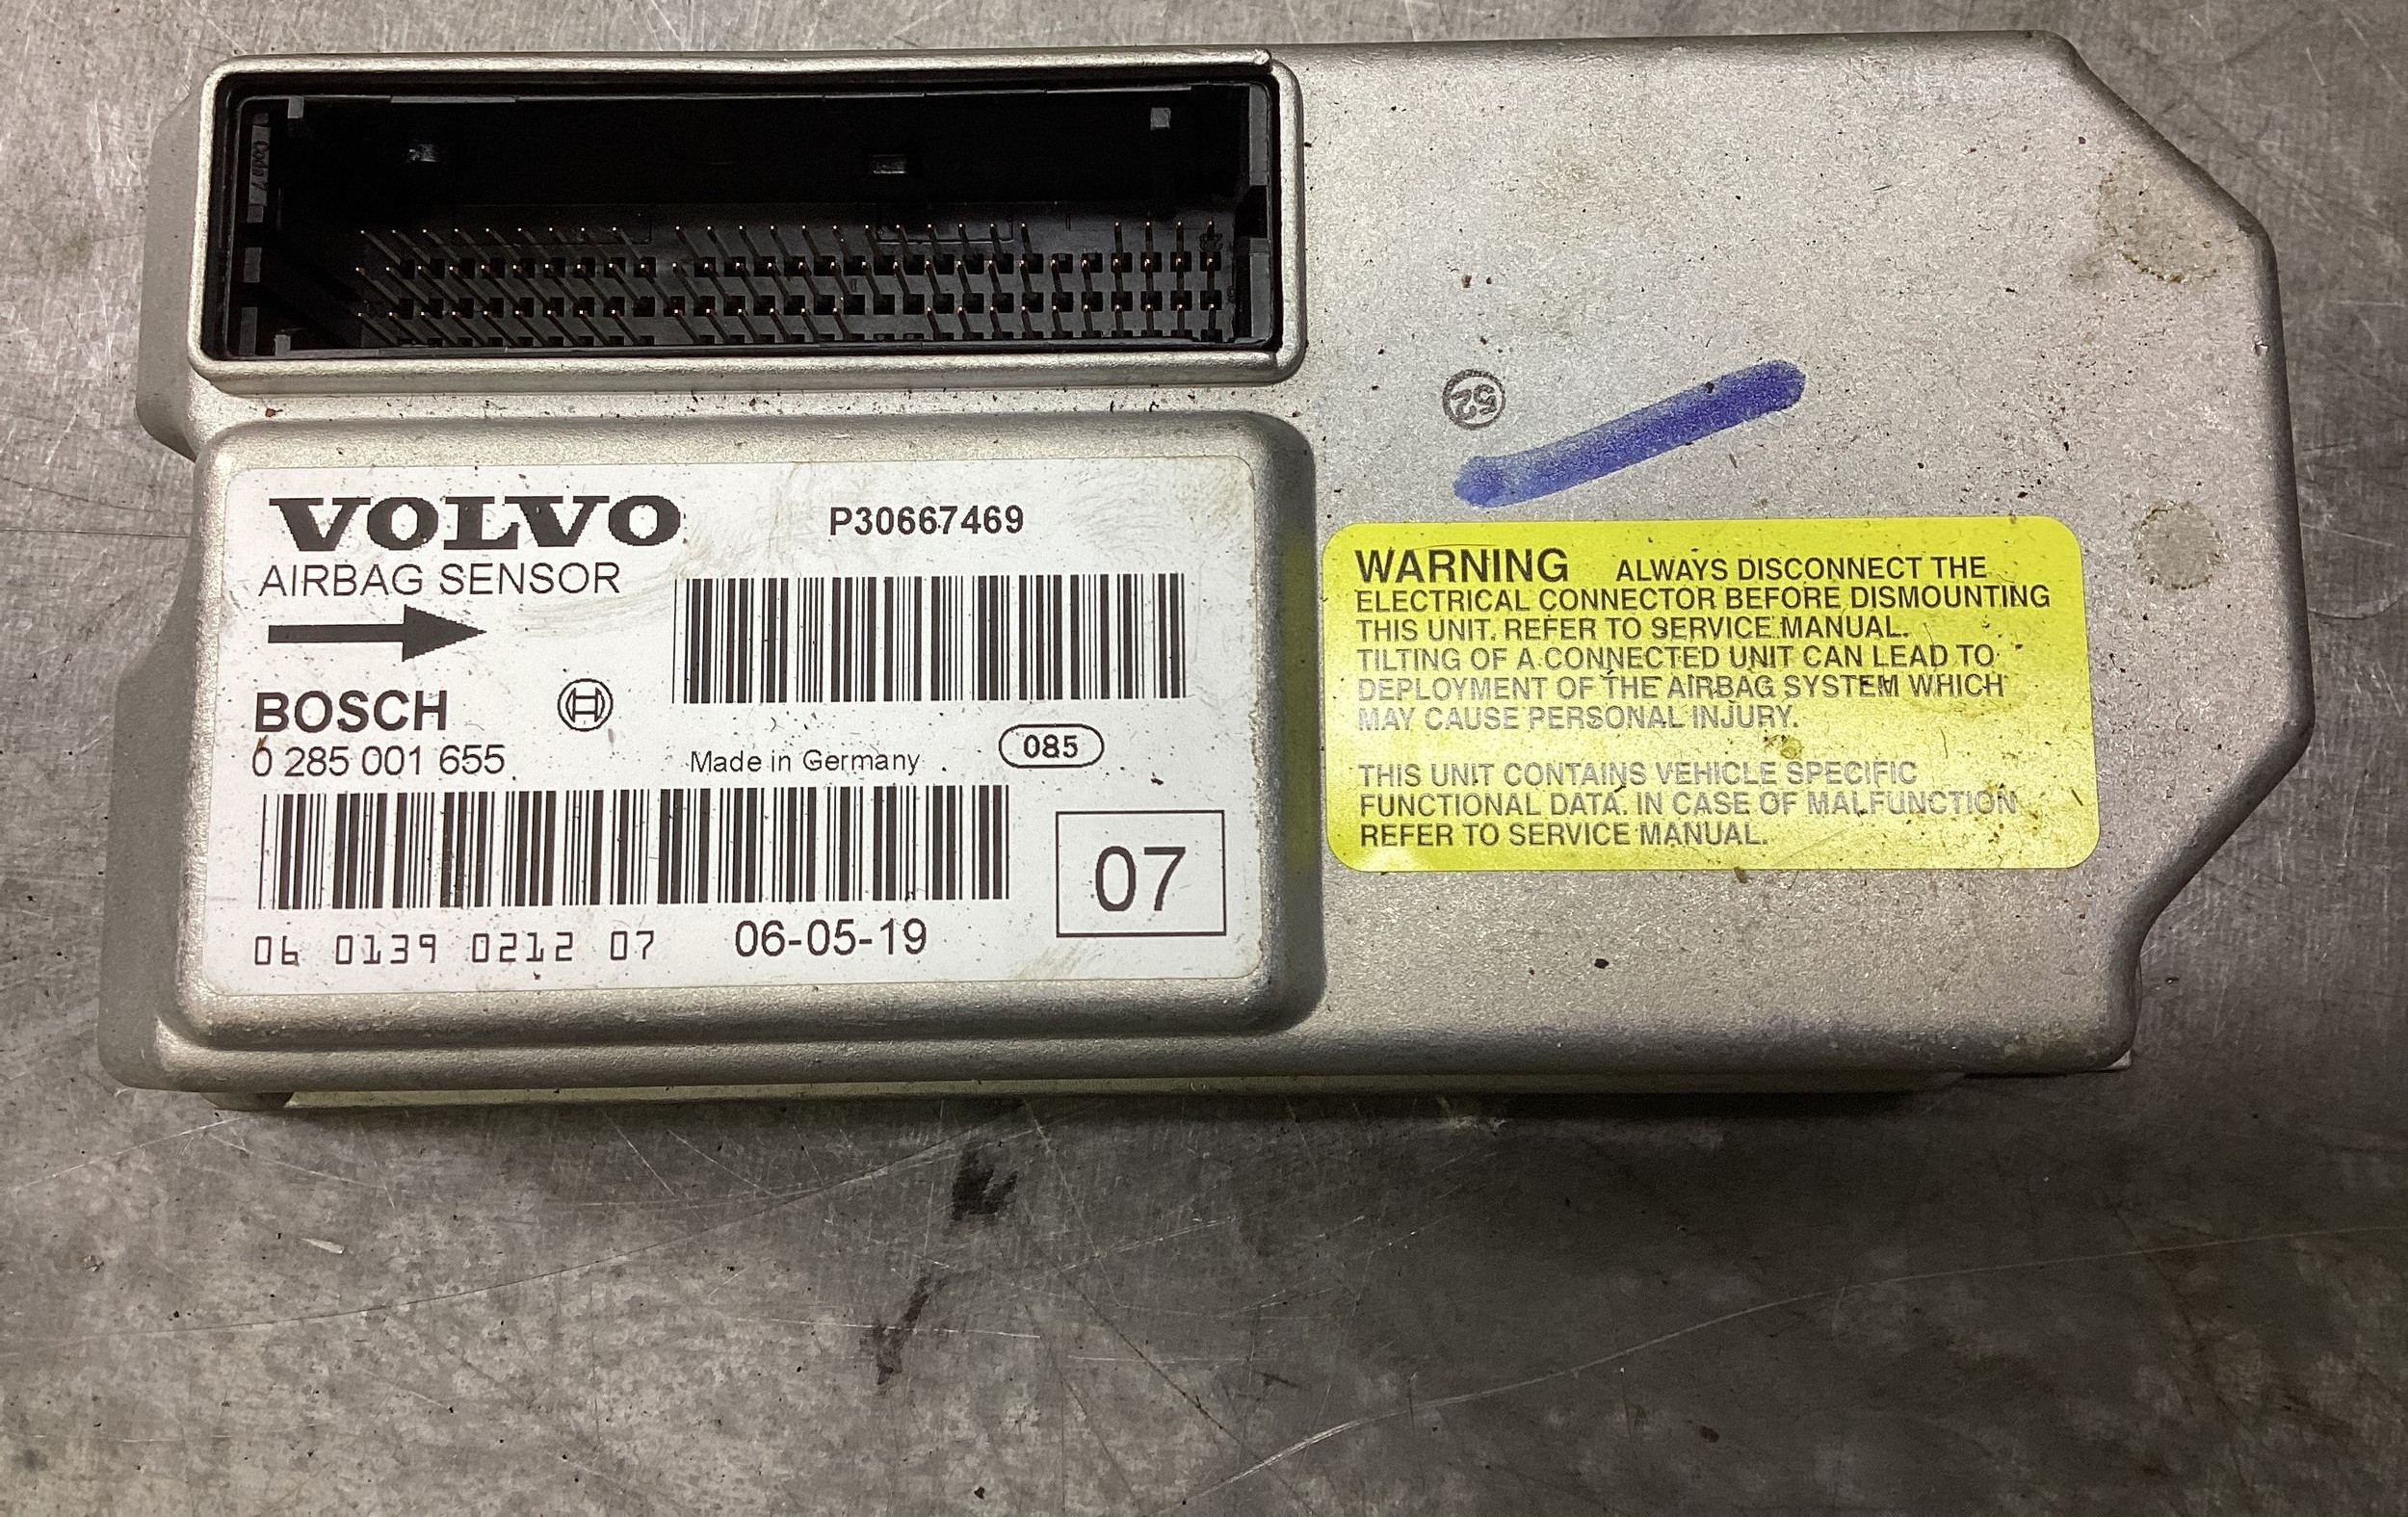 VOLVO
P30667469
AIRBAG SENSOR
BOSCH
0 285 001 655
Made in Germany
085
06 0139 0212 07
06-05-19
07
52
WARNING ALWAYS DISCONNECT THE
ELECTRICAL CONNECTOR BEFORE DISMOUNTING
THIS UNIT. REFER TO SERVICE MANUAL.
TILTING OF A CONNECTED UNIT CAN LEAD TO
DEPLOYMENT OF THE AIRBAG SYSTEM WHICH
MAY CAUSE PERSONAL INJURY.
THIS UNIT CONTAINS VEHICLE SPECIFIC
FUNCTIONAL DATA. IN CASE OF MALFUNCTION
REFER TO SERVICE MANUAL.